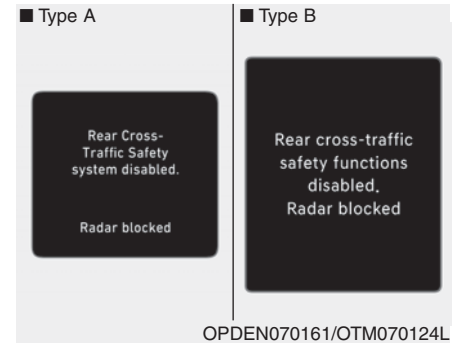 ■ Type A
Rear Cross-
Traffic Safety
system disabled.
Radar blocked
■ Type B
Rear cross-traffic
safety functions
disabled.
Radar blocked
OPDEN070161/OTM070124L